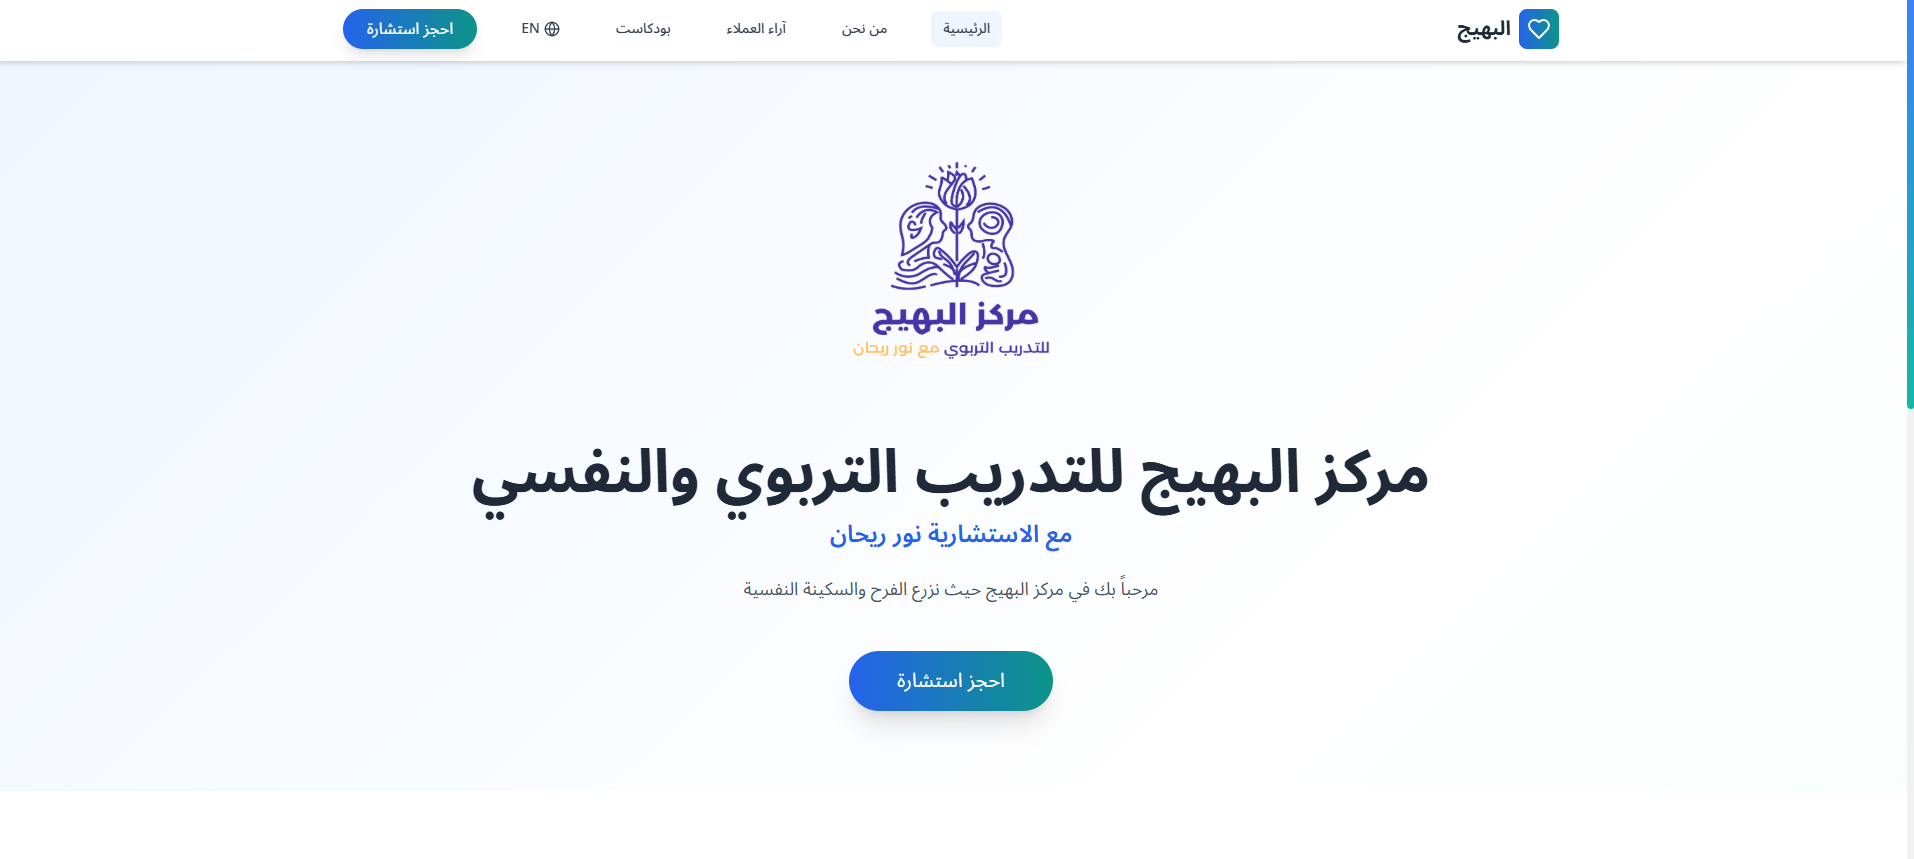 البهيج
الرئيسية
من نحن
آراء العملاء
بودكاست
EN
احجز استشارة
مركز البهيج
للتدريب التربوي مع نور ريحان
مركز البهيج للتدريب التربوي والنفسي
مع الاستشارية نور ريحان
مرحباً بك في مركز البهيج حيث نزرع الفرح والسكينة النفسية
احجز استشارة